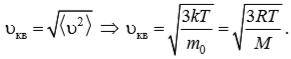 υ_кв = √⟨υ²⟩ ⇒ υ_кв = √(3kT/m₀) = √(3RT/M).